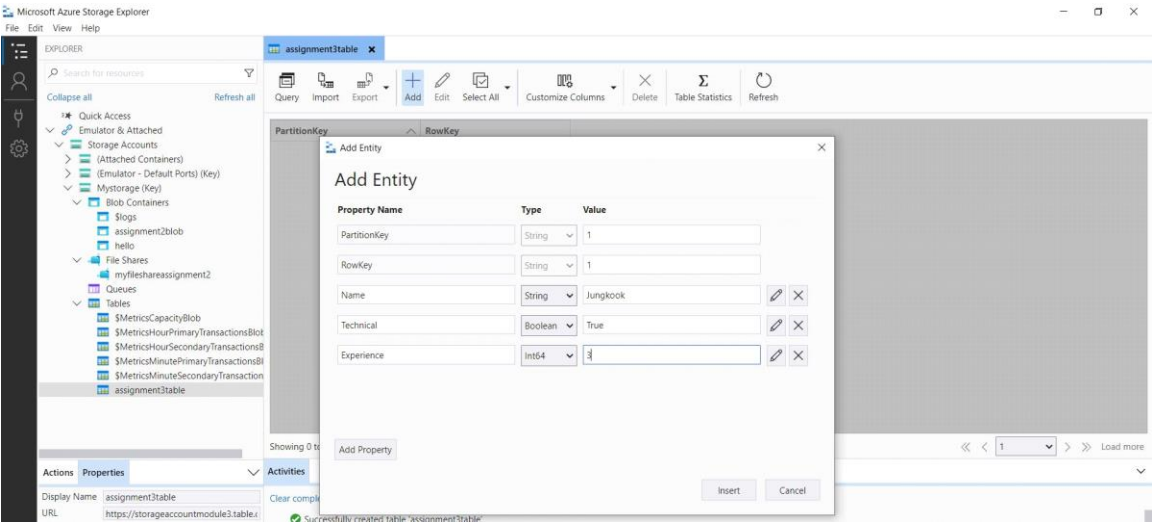 Microsoft Azure Storage Explorer
File Edit View Help
EXPLORER
Search for resources
Collapse all Refresh all
Quick Access
Emulator & Attached
Storage Accounts
(Attached Containers)
(Emulator - Default Ports) (Key)
Mystorage (Key)
Blob Containers
$logs
assignment2blob
hello
File Shares
myfileshareassignment2
Queues
Tables
$MetricsCapacityBlob
$MetricsHourPrimaryTransactionsBlob
$MetricsHourSecondaryTransactionsB
$MetricsMinutePrimaryTransactionsBl
$MetricsMinuteSecondaryTransaction
assignment3table
Actions Properties
Display Name assignment3table
URL https://storageaccountmodule3.table.c
assignment3table
Query Import Export Add Edit Select All Customize Columns Delete Table Statistics Refresh
PartitionKey RowKey
Add Entity
Add Entity
Property Name Type Value
PartitionKey String 1
RowKey String 1
Name String Jungkook
Technical Boolean True
Experience Int64 3
Add Property
Insert Cancel
Showing 0 to
1 Load more
Activities
Clear comple
Successfully created table 'assignment3table'